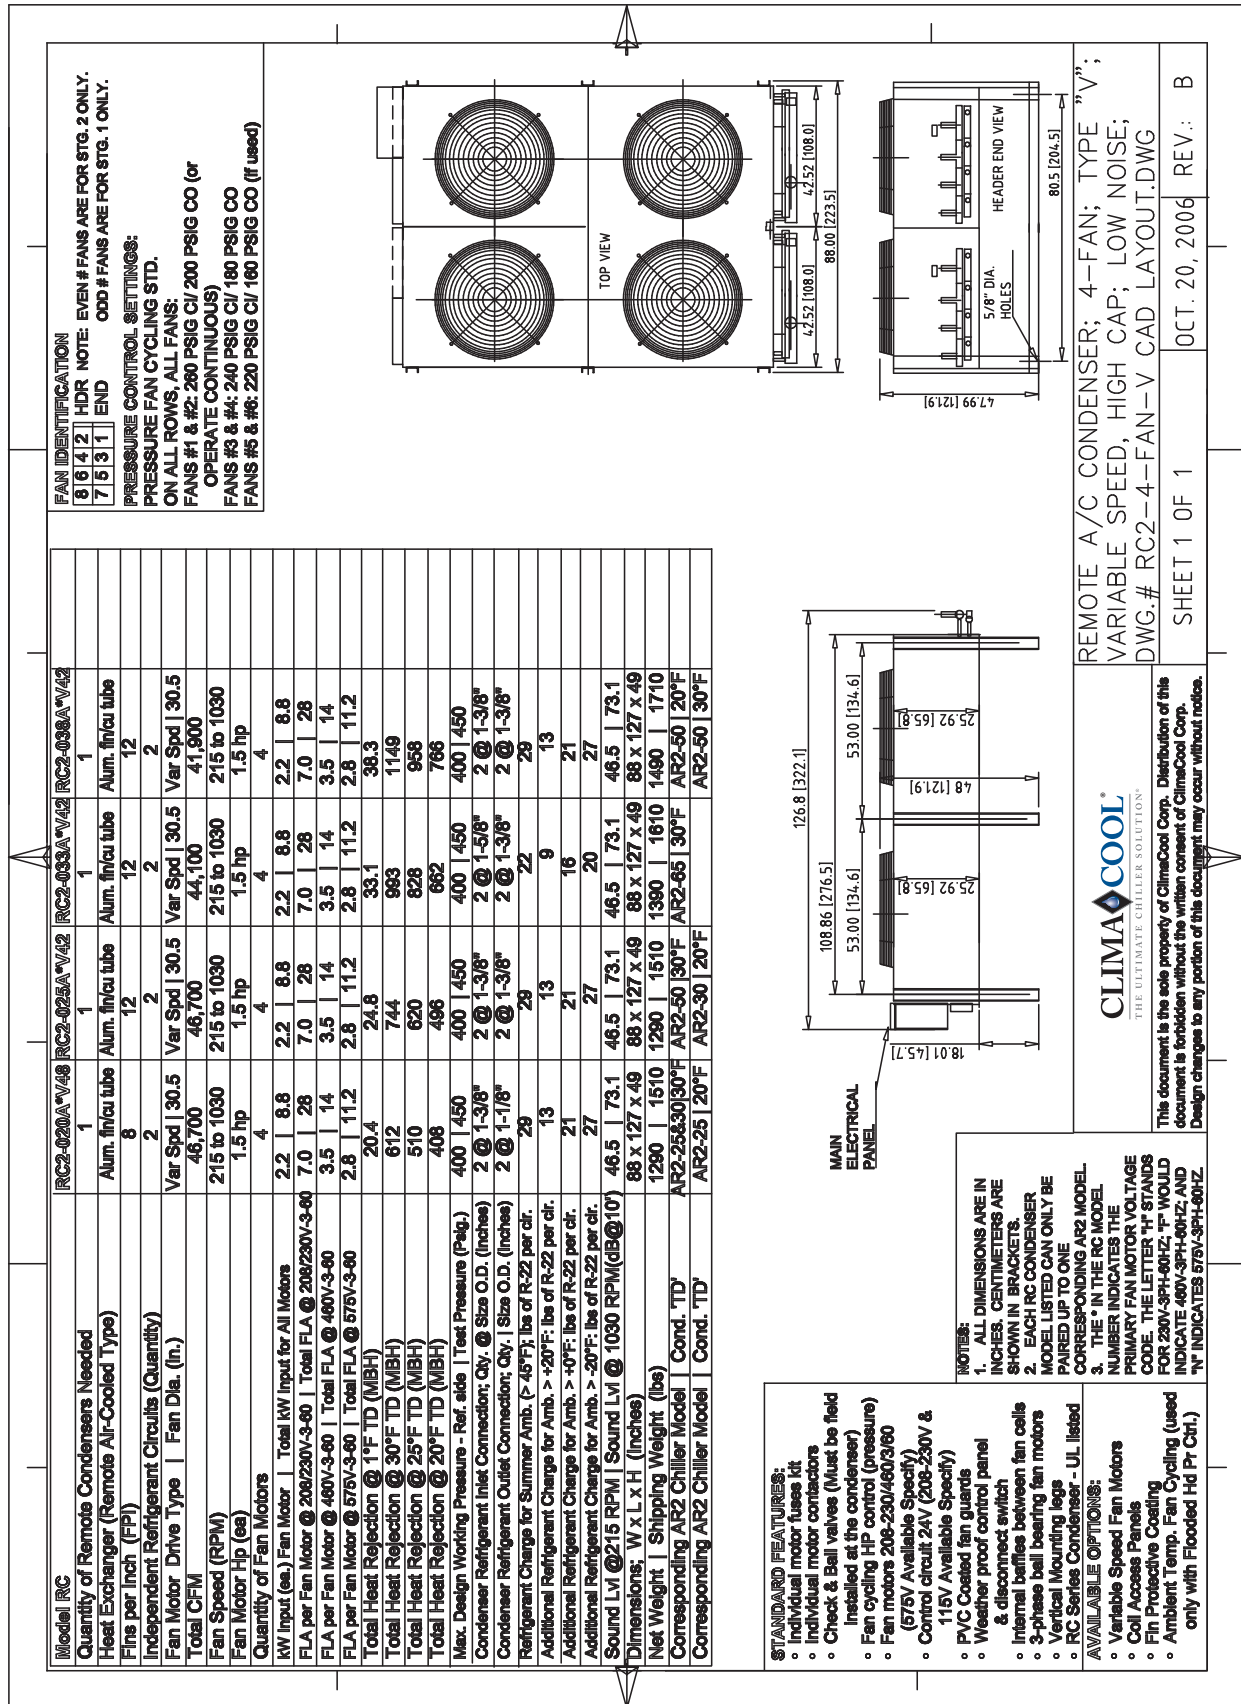 Model RC | RC2-020A*V48 | RC2-025A*V42 | RC2-033A*V42 | RC2-038A*V42
Quantity of Remote Condensers Needed | 1 | 1 | 1 | 1
Heat Exchanger (Remote Air-Cooled Type) | Alum. fin/cu tube | Alum. fin/cu tube | Alum. fin/cu tube | Alum. fin/cu tube
Fins per Inch (FPI) | 8 | 12 | 12 | 12
Independent Refrigerant Circuits (Quantity) | 2 | 2 | 2 | 2
Fan Motor Drive Type | Fan Dia. (in.) | Var Spd | 30.5 | Var Spd | 30.5 | Var Spd | 30.5 | Var Spd | 30.5
Total CFM | 46,700 | 46,700 | 44,100 | 41,900
Fan Speed (RPM) | 215 to 1030 | 215 to 1030 | 215 to 1030 | 215 to 1030
Fan Motor Hp (ea) | 1.5 hp | 1.5 hp | 1.5 hp | 1.5 hp
Quantity of Fan Motors | 4 | 4 | 4 | 4
kW Input (ea.) Fan Motor | Total kW Input for All Motors | 2.2 | 8.8 | 2.2 | 8.8 | 2.2 | 8.8 | 2.2 | 8.8
FLA per Fan Motor @ 208/230V-3-60 | Total FLA @ 208/230V-3-60 | 7.0 | 28 | 7.0 | 28 | 7.0 | 28 | 7.0 | 28
FLA per Fan Motor @ 460V-3-60 | Total FLA @ 460V-3-60 | 3.5 | 14 | 3.5 | 14 | 3.5 | 14 | 3.5 | 14
FLA per Fan Motor @ 575V-3-60 | Total FLA @ 575V-3-60 | 2.8 | 11.2 | 2.8 | 11.2 | 2.8 | 11.2 | 2.8 | 11.2
Total Heat Rejection @ 1°F TD (MBH) | 20.4 | 24.8 | 33.1 | 38.3
Total Heat Rejection @ 30°F TD (MBH) | 612 | 744 | 993 | 1149
Total Heat Rejection @ 25°F TD (MBH) | 510 | 620 | 828 | 958
Total Heat Rejection @ 20°F TD (MBH) | 408 | 496 | 662 | 766
Max. Design Working Pressure - Ref. side | Test Pressure (Psig.) | 400 | 450 | 400 | 450 | 400 | 450 | 400 | 450
Condenser Refrigerant Inlet Connection; Qty. @ Size O.D. (Inches) | 2 @ 1-3/8" | 2 @ 1-3/8" | 2 @ 1-5/8" | 2 @ 1-3/8"
Condenser Refrigerant Outlet Connection; Qty. | Size O.D. (Inches) | 2 @ 1-1/8" | 2 @ 1-3/8" | 2 @ 1-3/8" | 2 @ 1-3/8"
Refrigerant Charge for Summer Amb. (> 45°F); lbs of R-22 per cir. | 29 | 29 | 22 | 29
Additional Refrigerant Charge for Amb. > +20°F: lbs of R-22 per cir. | 13 | 13 | 9 | 13
Additional Refrigerant Charge for Amb. > +0°F: lbs of R-22 per cir. | 21 | 21 | 16 | 21
Additional Refrigerant Charge for Amb. > -20°F: lbs of R-22 per cir. | 27 | 27 | 20 | 27
Sound Lvl @215 RPM | Sound Lvl @ 1030 RPM(dB@10') | 46.5 | 73.1 | 46.5 | 73.1 | 46.5 | 73.1 | 46.5 | 73.1
Dimensions; W x L x H (Inches) | 88 x 127 x 49 | 88 x 127 x 49 | 88 x 127 x 49 | 88 x 127 x 49
Net Weight | Shipping Weight (lbs) | 1290 | 1510 | 1290 | 1510 | 1390 | 1610 | 1490 | 1710
Corresponding AR2 Chiller Model | Cond. 'TD' | AR2-25&30|30°F | AR2-50 |30°F | AR2-65 | 30°F | AR2-50 | 20°F
Corresponding AR2 Chiller Model | Cond. 'TD' | AR2-25 | 20°F | AR2-30 | 20°F | AR2-50 | 30°F
FAN IDENTIFICATION
8 6 4 2 HDR NOTE: EVEN # FANS ARE FOR STG. 2 ONLY.
7 5 3 1 END ODD # FANS ARE FOR STG. 1 ONLY.
PRESSURE CONTROL SETTINGS:
PRESSURE FAN CYCLING STD.
ON ALL ROWS, ALL FANS:
FANS #1 & #2: 260 PSIG CI/ 200 PSIG CO (or
OPERATE CONTINUOUS)
FANS #3 & #4: 240 PSIG CI/ 180 PSIG CO
FANS #5 & #6: 220 PSIG CI/ 160 PSIG CO (if used)
TOP VIEW
42.52 [108.0]
42.52 [108.0]
88.00 [223.5]
47.99 [121.9]
5/8" DIA.
HOLES
HEADER END VIEW
80.5 [204.5]
126.8 [322.1]
108.86 [276.5]
53.00 [134.6]
53.00 [134.6]
25.92 [65.8]
48 [121.9]
25.92 [65.8]
18.01 [45.7]
MAIN
ELECTRICAL
PANEL
STANDARD FEATURES:
◦ Individual motor fuses kit
◦ Individual motor contactors
◦ Check & Ball valves (Must be field
installed at the condenser)
◦ Fan cycling HP control (pressure)
◦ Fan motors 208-230/460/3/60
(575V Available Specify)
◦ Control circuit 24V (208-230V &
115V Available Specify)
◦ PVC Coated fan guards
◦ Weather proof control panel
& disconnect switch
◦ Internal baffles between fan cells
◦ 3-phase ball bearing fan motors
◦ Vertical Mounting legs
◦ RC Series Condenser - UL listed
AVAILABLE OPTIONS:
◦ Variable Speed Fan Motors
◦ Coil Access Panels
◦ Fin Protective Coating
◦ Ambient Temp. Fan Cycling (used
only with Flooded Hd Pr Ctrl.)
NOTES:
1. ALL DIMENSIONS ARE IN
INCHES. CENTIMETERS ARE
SHOWN IN BRACKETS.
2. EACH RC CONDENSER
MODEL LISTED CAN ONLY BE
PAIRED UP TO ONE
CORRESPONDING AR2 MODEL.
3. THE * IN THE RC MODEL
NUMBER INDICATES THE
PRIMARY FAN MOTOR VOLTAGE
CODE. THE LETTER "H" STANDS
FOR 230V-3PH-60HZ; "F" WOULD
INDICATE 460V-3PH-60HZ; AND
"N" INDICATES 575V-3PH-60HZ.
CLIMACOOL®
THE ULTIMATE CHILLER SOLUTION®
This document is the sole property of ClimaCool Corp. Distribution of this
document is forbidden without the written consent of ClimaCool Corp.
Design changes to any portion of this document may occur without notice.
REMOTE A/C CONDENSER; 4-FAN; TYPE "V";
VARIABLE SPEED, HIGH CAP; LOW NOISE;
DWG.# RC2-4-FAN-V CAD LAYOUT.DWG
SHEET 1 OF 1
OCT. 20, 2006
REV.: B